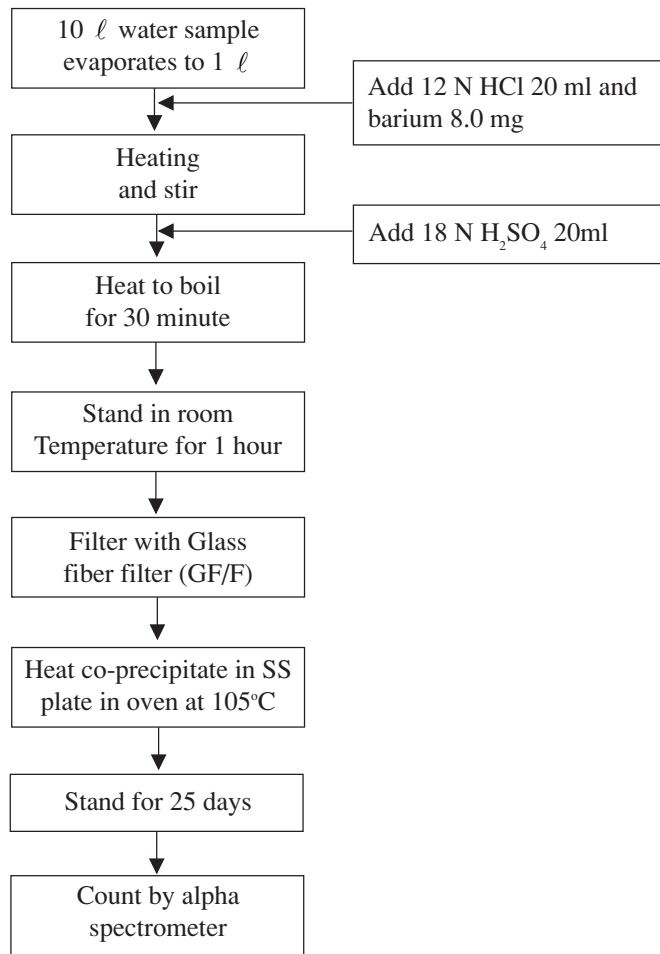 10 ℓ water sample
evaporates to 1 ℓ
Add 12 N HCl 20 ml and
barium 8.0 mg
Heating
and stir
Add 18 N H₂SO₄ 20ml
Heat to boil
for 30 minute
Stand in room
Temperature for 1 hour
Filter with Glass
fiber filter (GF/F)
Heat co-precipitate in SS
plate in oven at 105°C
Stand for 25 days
Count by alpha
spectrometer